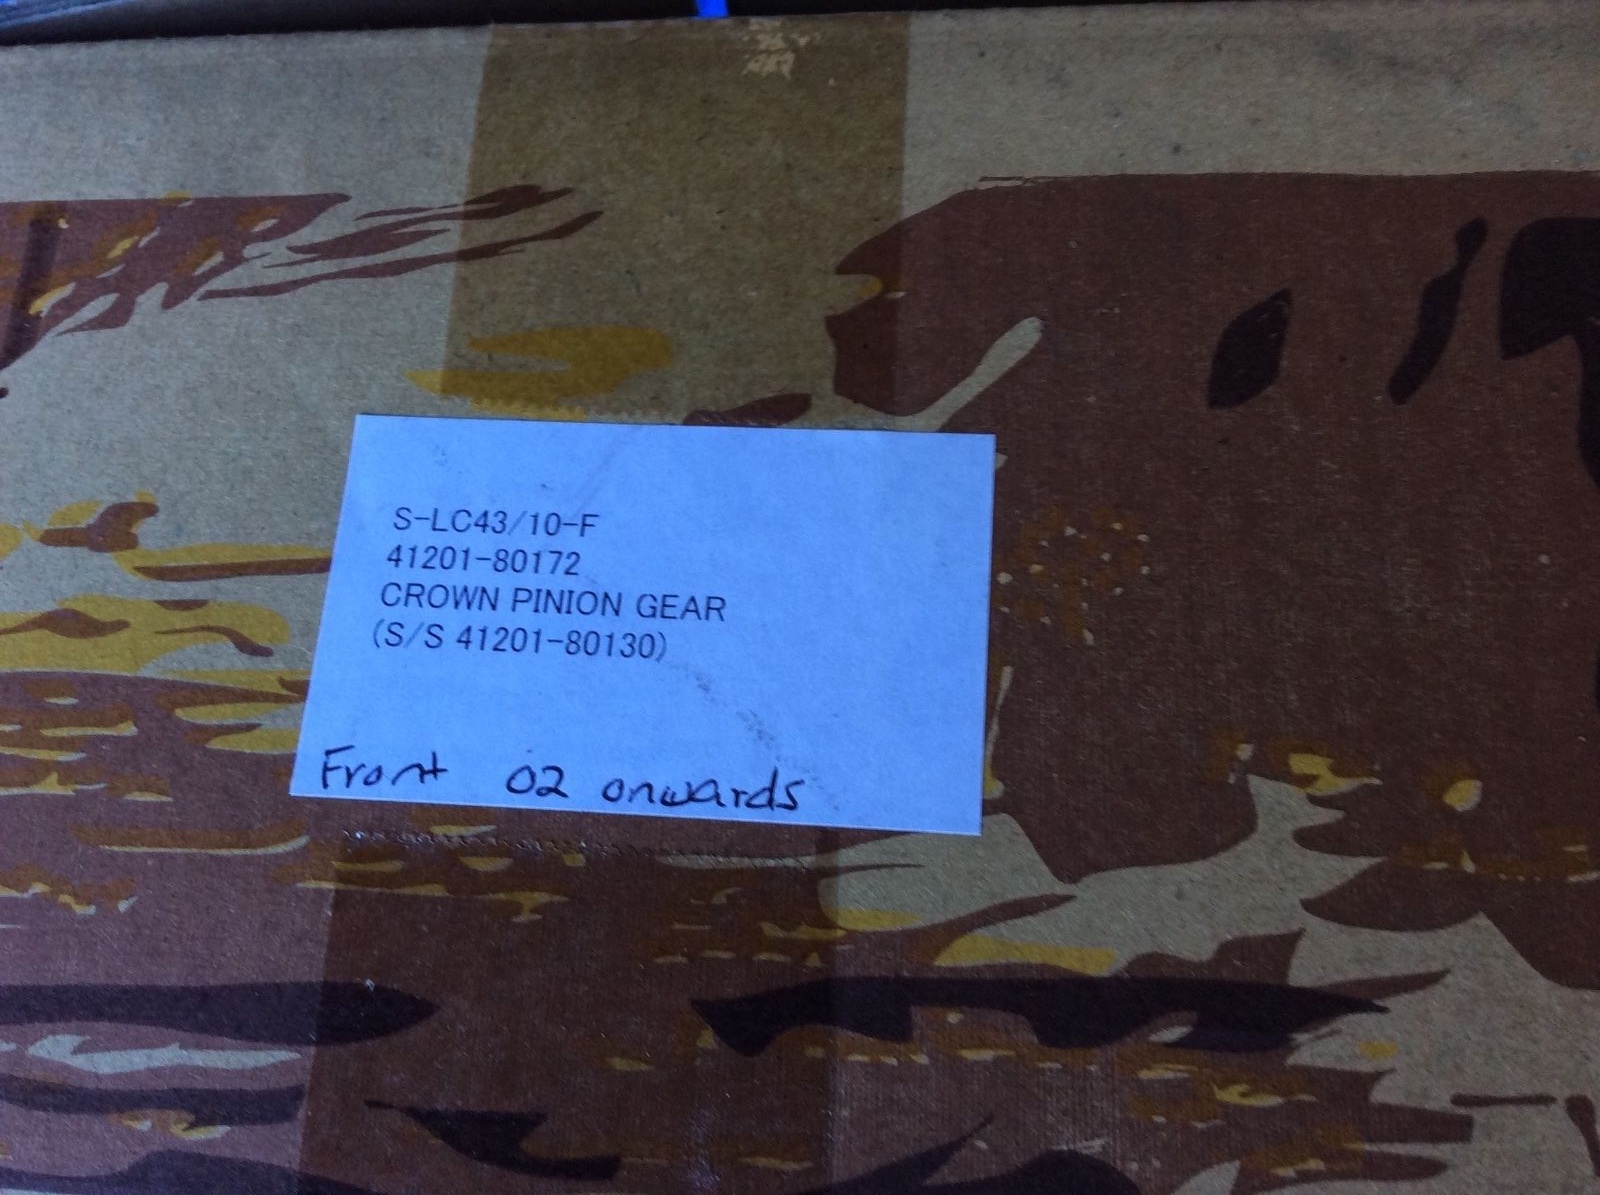 S-LC43/10-F
41201-80172
CROWN PINION GEAR
(S/S 41201-80130)
Front 02 onwards